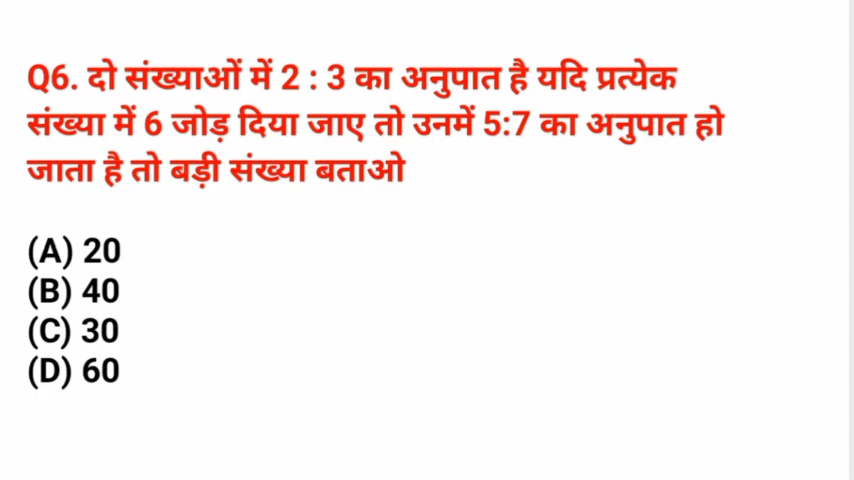 Q6. दो संख्याओं में 2 : 3 का अनुपात है यदि प्रत्येक
संख्या में 6 जोड़ दिया जाए तो उनमें 5:7 का अनुपात हो
जाता है तो बड़ी संख्या बताओ
(A) 20
(B) 40
(C) 30
(D) 60